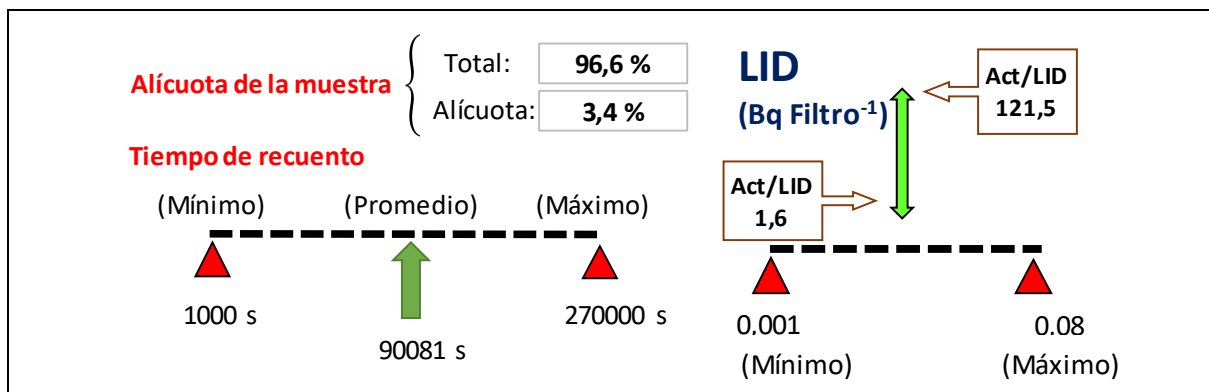 Alícuota de la muestra
Total:
96,6 %
Alícuota:
3,4 %
Tiempo de recuento
(Mínimo)
(Promedio)
(Máximo)
1000 s
90081 s
270000 s
LID
(Bq Filtro⁻¹)
Act/LID
121,5
Act/LID
1,6
0.001
(Mínimo)
0.08
(Máximo)